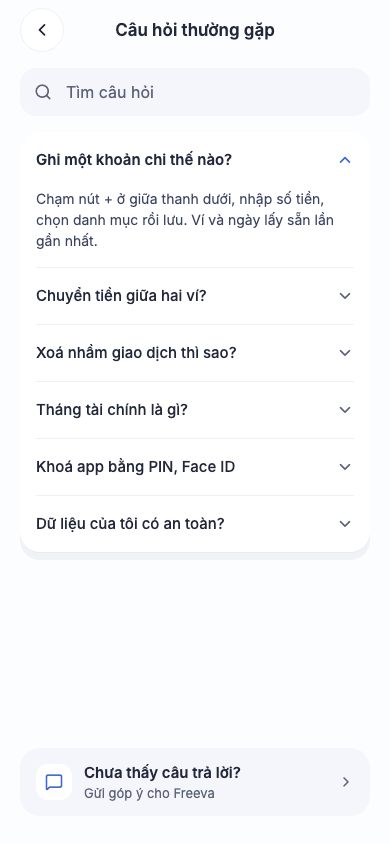 Câu hỏi thường gặp
Tìm câu hỏi
Ghi một khoản chi thế nào?
Chạm nút + ở giữa thanh dưới, nhập số tiền,
chọn danh mục rồi lưu. Ví và ngày lấy sẵn lần
gần nhất.
Chuyển tiền giữa hai ví?
Xoá nhầm giao dịch thì sao?
Tháng tài chính là gì?
Khoá app bằng PIN, Face ID
Dữ liệu của tôi có an toàn?
Chưa thấy câu trả lời?
Gửi góp ý cho Freeva